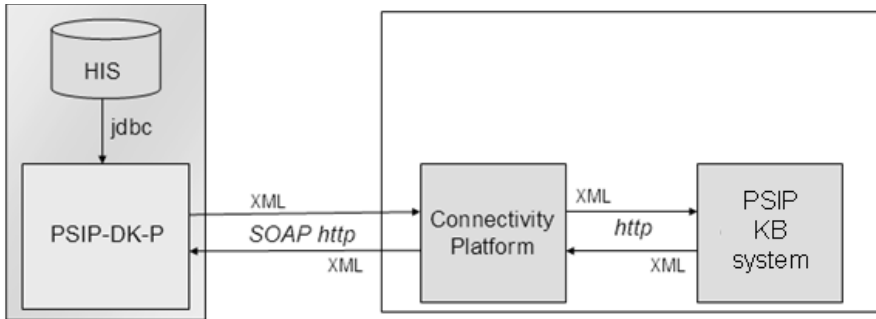 HIS
jdbc
PSIP-DK-P
XML
SOAP http
XML
Connectivity
Platform
XML
http
XML
PSIP
KB
system